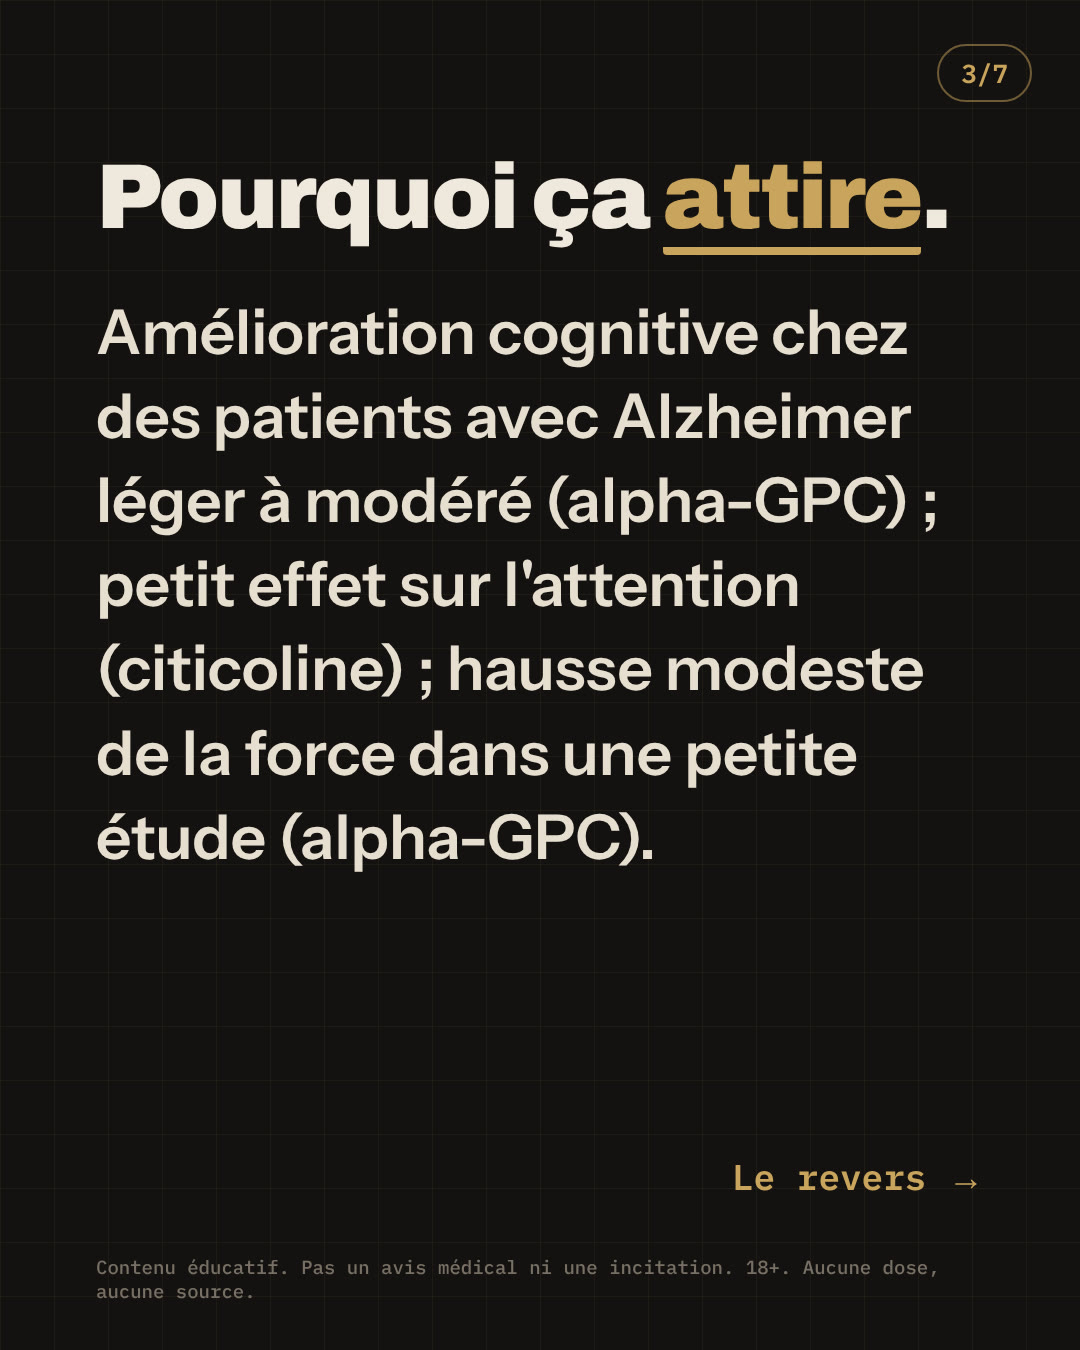 3/7
Pourquoi ça attire.
Amélioration cognitive chez
des patients avec Alzheimer
léger à modéré (alpha-GPC) ;
petit effet sur l'attention
(citicoline) ; hausse modeste
de la force dans une petite
étude (alpha-GPC).
Le revers →
Contenu éducatif. Pas un avis médical ni une incitation. 18+. Aucune dose,
aucune source.